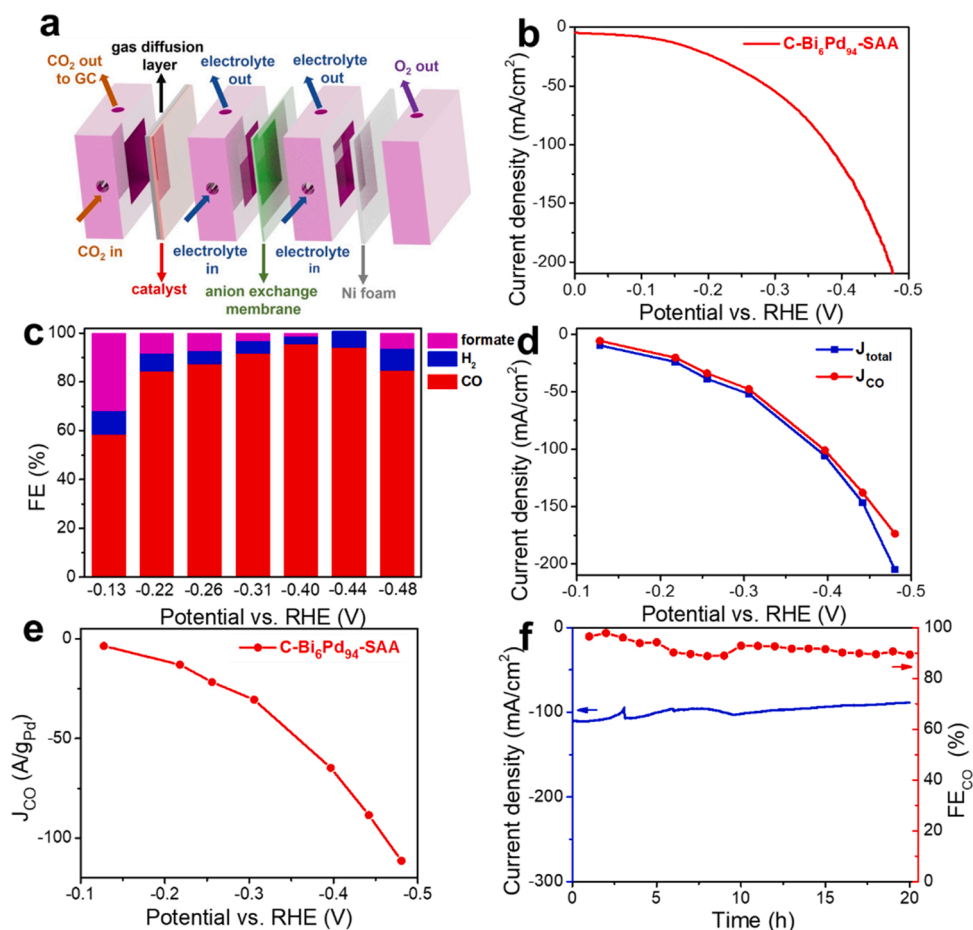 a
CO2 out
to GC
gas diffusion
layer
electrolyte
out
electrolyte
out
O2 out
CO2 in
electrolyte
in
electrolyte
in
catalyst
anion exchange
membrane
Ni foam
b
C-Bi6Pd94-SAA
0
-50
-100
-150
-200
0.0
-0.1
-0.2
-0.3
-0.4
-0.5
Current denesity (mA/cm2)
Potential vs. RHE (V)
c
100
80
60
40
20
0
FE (%)
formate
H2
CO
-0.13
-0.22
-0.26
-0.31
-0.40
-0.44
-0.48
Potential vs. RHE (V)
d
Jtotal
JCO
0
-50
-100
-150
-200
-0.1
-0.2
-0.3
-0.4
-0.5
Current density (mA/cm2)
Potential vs. RHE (V)
e
C-Bi6Pd94-SAA
0
-50
-100
-0.1
-0.2
-0.3
-0.4
-0.5
JCO (A/gPd)
Potential vs. RHE (V)
f
0
-100
-200
-300
100
80
60
40
20
0
0
5
10
15
20
Current density (mA/cm2)
FECO (%)
Time (h)